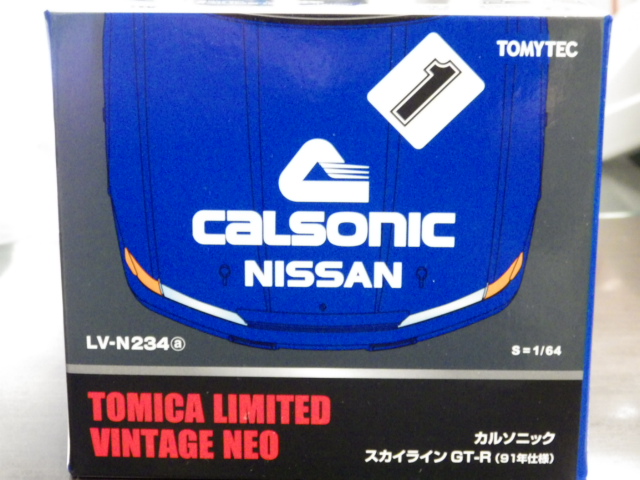 TOMYTEC
1
CALSONIC
NISSAN
LV-N234ⓐ
S=1/64
TOMICA LIMITED
VINTAGE NEO
カルソニック
スカイライン GT-R (91年仕様)